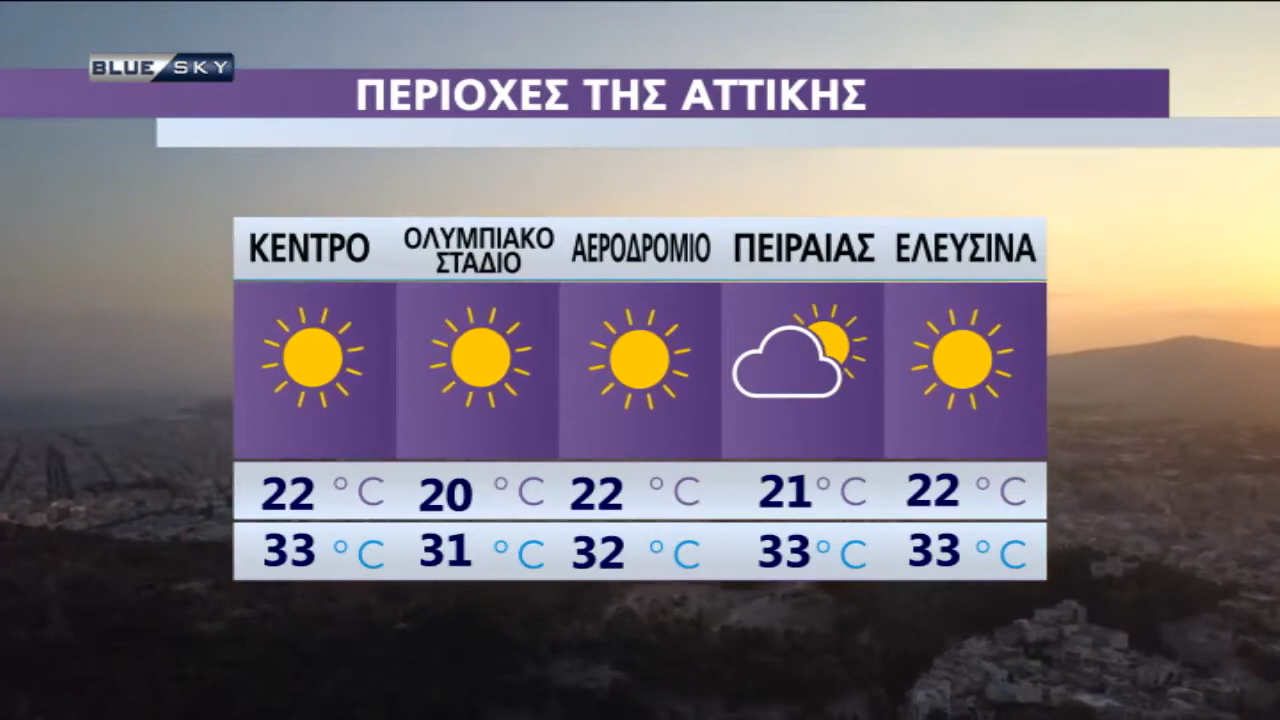 BLUE SKY
ΠΕΡΙΟΧΕΣ ΤΗΣ ΑΤΤΙΚΗΣ
ΚΕΝΤΡΟ ΟΛΥΜΠΙΑΚΟ ΣΤΑΔΙΟ ΑΕΡΟΔΡΟΜΙΟ ΠΕΙΡΑΙΑΣ ΕΛΕΥΣΙΝΑ
22 °C 20 °C 22 °C 21 °C 22 °C
33 °C 31 °C 32 °C 33 °C 33 °C